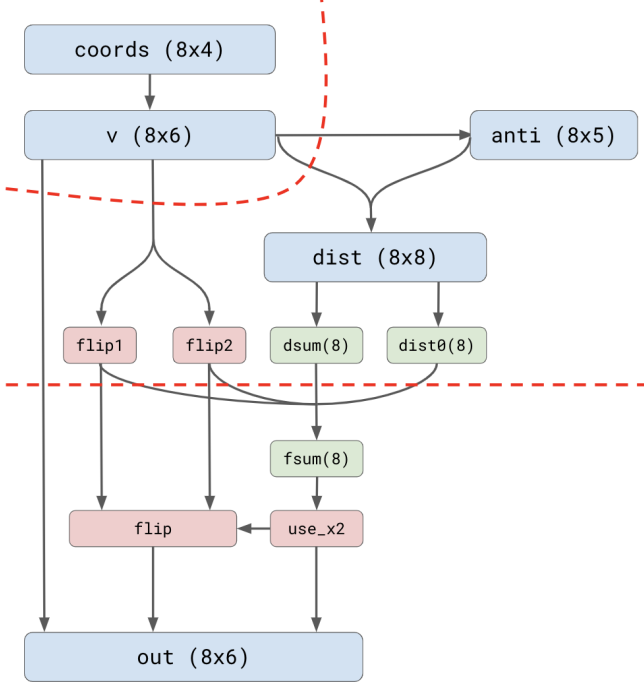 coords (8x4)
v (8x6)
anti (8x5)
dist (8x8)
flip1
flip2
dsum(8)
dist0(8)
fsum(8)
flip
use_x2
out (8x6)